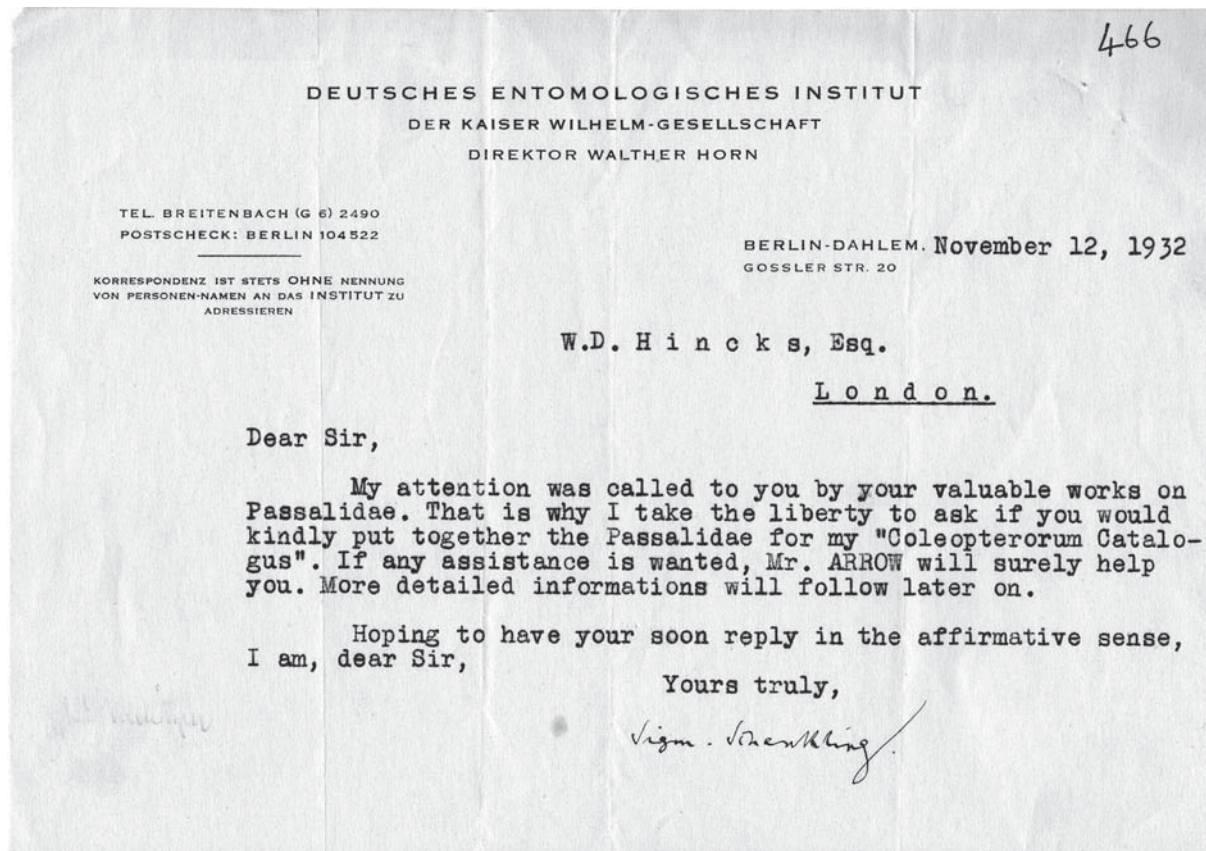 466
DEUTSCHES ENTOMOLOGISCHES INSTITUT
DER KAISER WILHELM-GESELLSCHAFT
DIREKTOR WALTHER HORN
TEL. BREITENBACH (G 6) 2490
POSTSCHECK: BERLIN 104522
KORRESPONDENZ IST STETS OHNE NENNUNG
VON PERSONEN-NAMEN AN DAS INSTITUT ZU
ADRESSIEREN
BERLIN-DAHLEM, November 12, 1932
GOSSLER STR. 20
W.D. H i n c k s, Esq.
L o n d o n.
Dear Sir,
My attention was called to you by your valuable works on
Passalidae. That is why I take the liberty to ask if you would
kindly put together the Passalidae for my "Coleopterorum Catalo-
gus". If any assistance is wanted, Mr. ARROW will surely help
you. More detailed informations will follow later on.
Hoping to have your soon reply in the affirmative sense,
I am, dear Sir,
Yours truly,
Sigm. Schenkling.